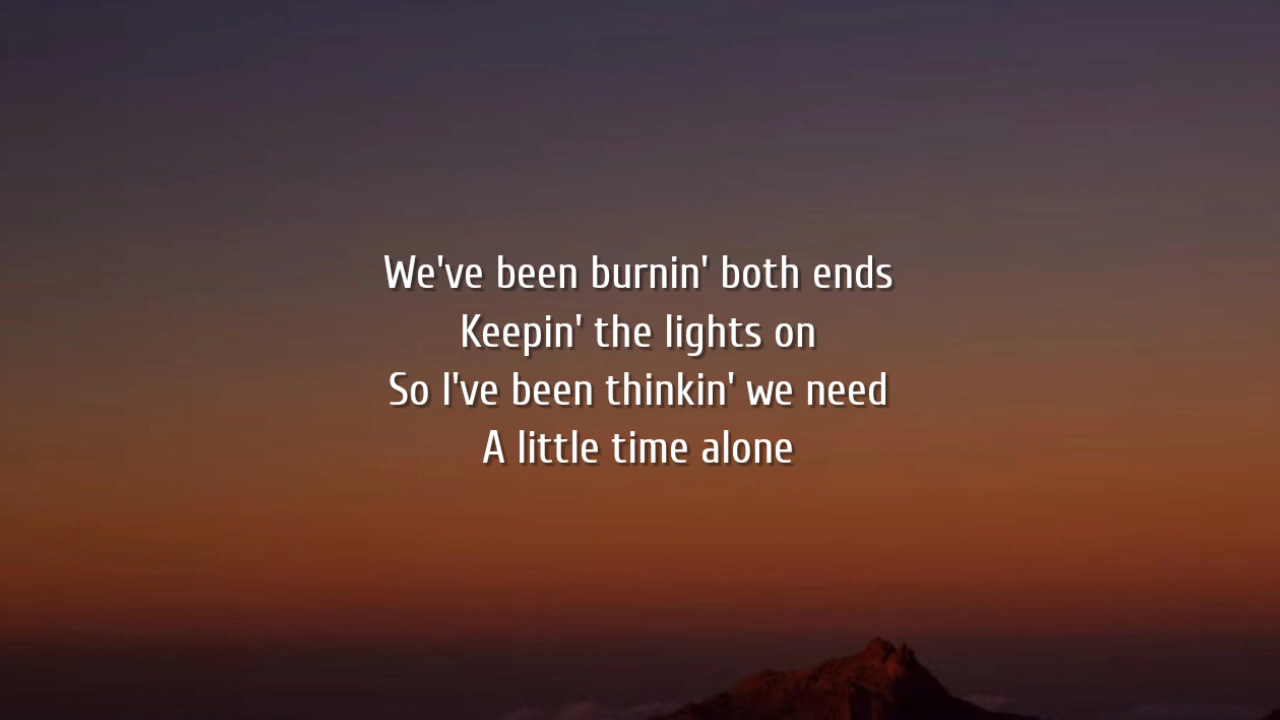 We've been burnin' both ends
Keepin' the lights on
So I've been thinkin' we need
A little time alone